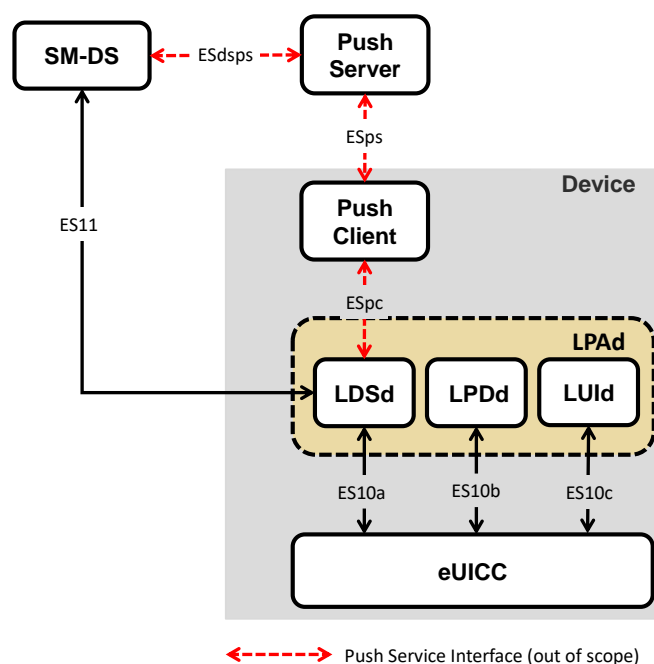 SM-DS
ESdsps
Push
Server
ESps
Device
Push
Client
ES11
ESpc
LPAd
LDSd
LPDd
LUId
ES10a
ES10b
ES10c
eUICC
Push Service Interface (out of scope)